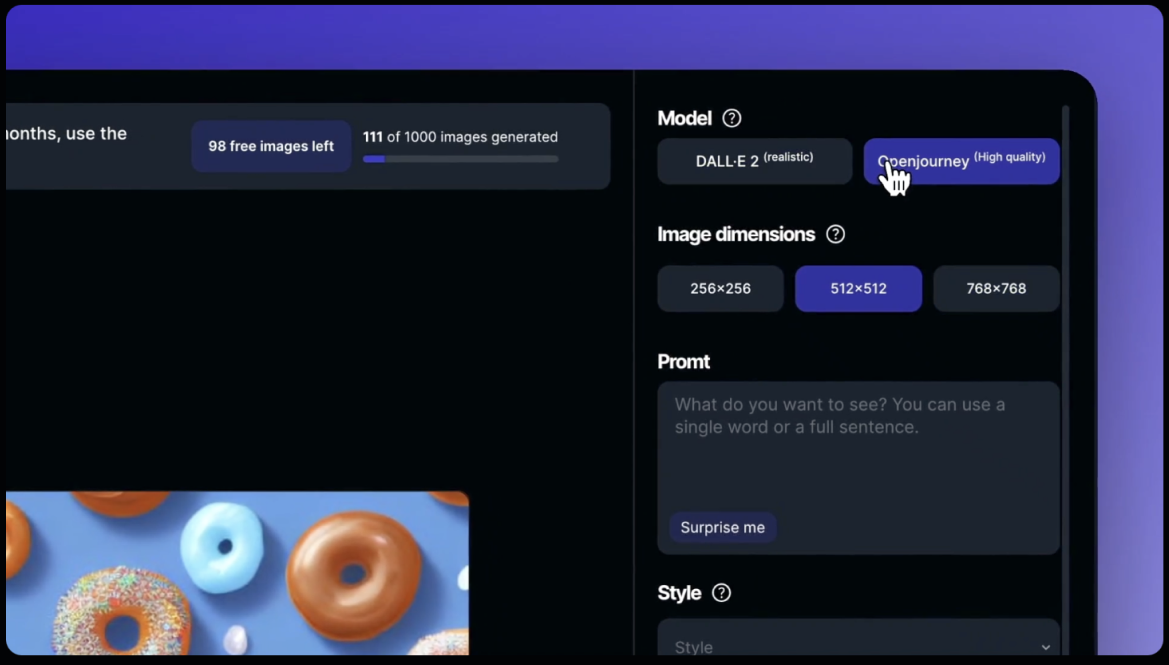 use the
98 free images left
111 of 1000 images generated
Model ?
DALL·E 2 (realistic)
Openjourney (High quality)
Image dimensions ?
256×256
512×512
768×768
Promt
What do you want to see? You can use a
single word or a full sentence.
Surprise me
Style ?
Style